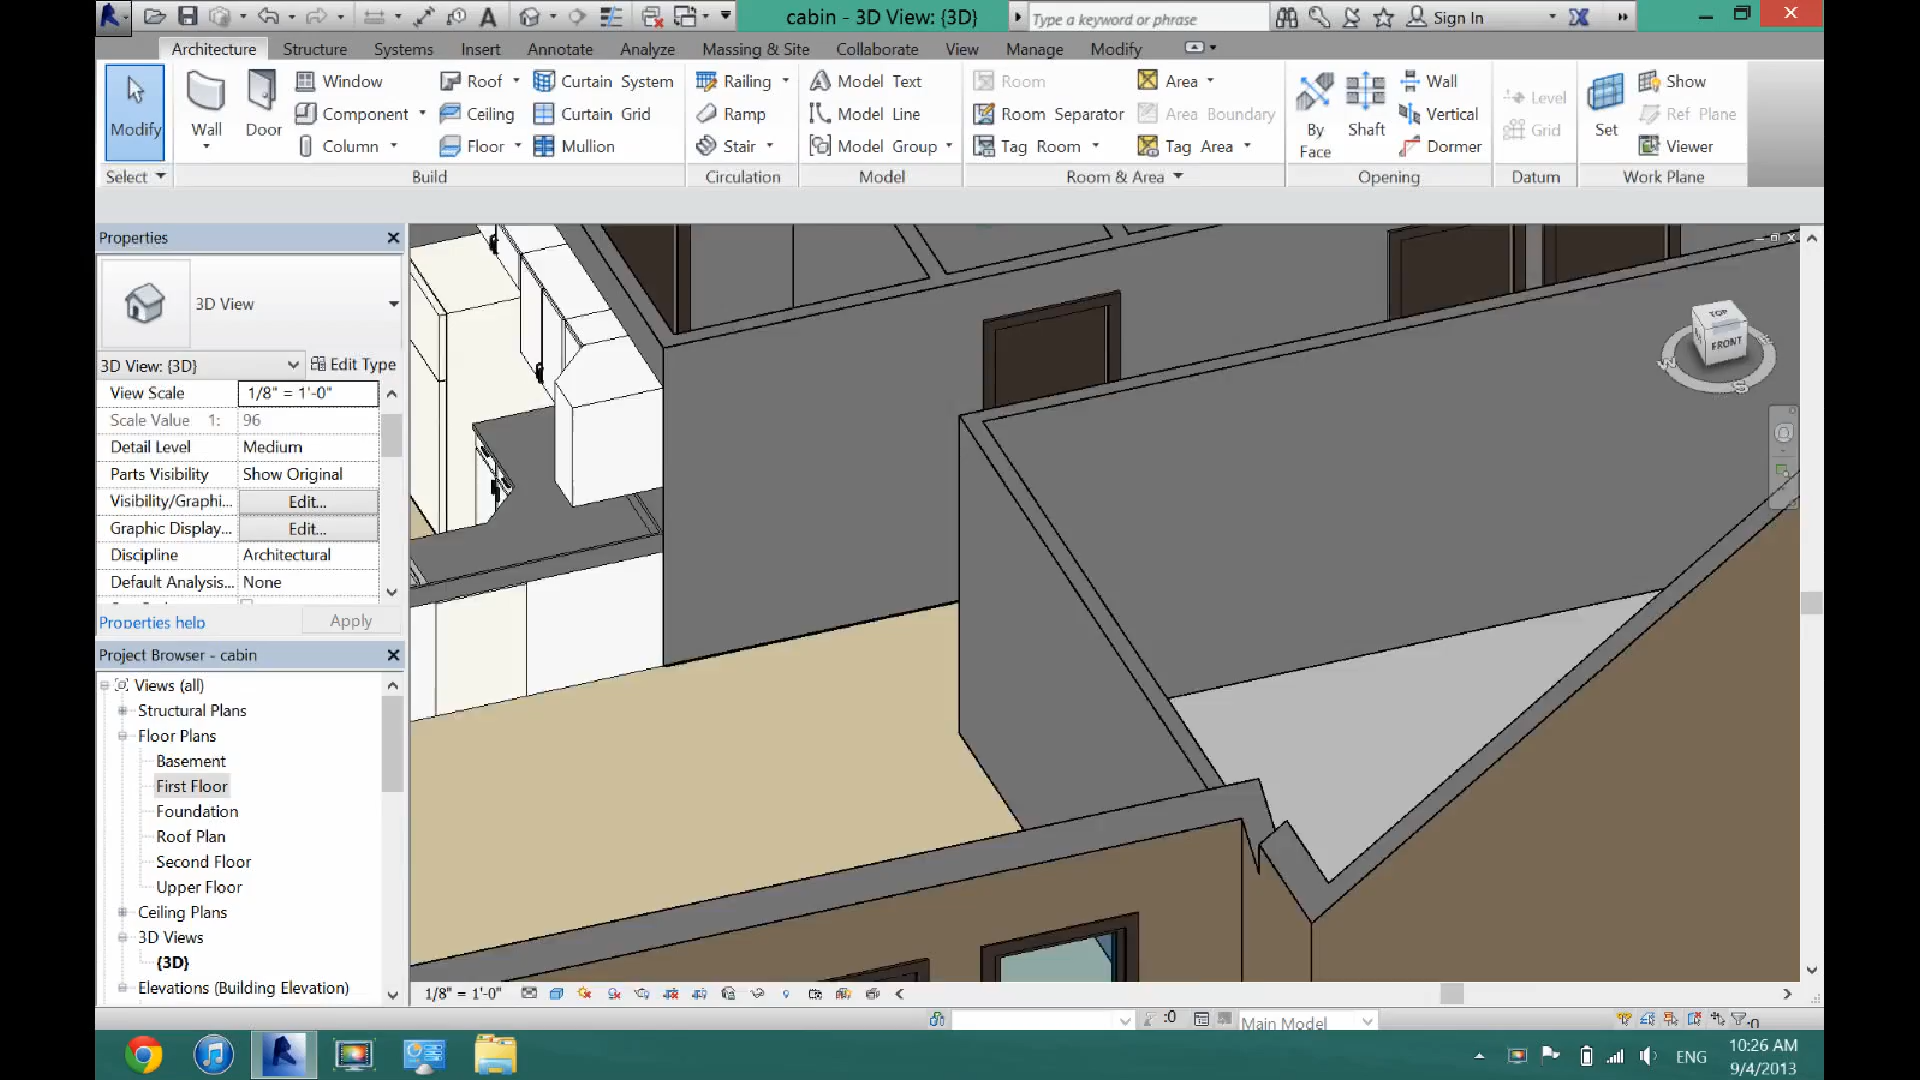 cabin - 3D View: {3D}
Type a keyword or phrase
Sign In
Architecture Structure Systems Insert Annotate Analyze Massing & Site Collaborate View Manage Modify
Modify
Select
Wall
Door
Window
Component
Column
Roof
Ceiling
Floor
Curtain System
Curtain Grid
Mullion
Build
Railing
Ramp
Stair
Circulation
Model Text
Model Line
Model Group
Model
Room
Room Separator
Tag Room
Area
Area Boundary
Tag Area
Room & Area
By
Face
Shaft
Wall
Vertical
Dormer
Opening
Level
Grid
Datum
Set
Show
Ref Plane
Viewer
Work Plane
Properties
3D View
3D View: {3D}
Edit Type
View Scale 1/8" = 1'-0"
Scale Value 1: 96
Detail Level Medium
Parts Visibility Show Original
Visibility/Graphi... Edit...
Graphic Display... Edit...
Discipline Architectural
Default Analysis... None
Properties help
Apply
Project Browser - cabin
Views (all)
Structural Plans
Floor Plans
Basement
First Floor
Foundation
Roof Plan
Second Floor
Upper Floor
Ceiling Plans
3D Views
{3D}
Elevations (Building Elevation)
TOP
FRONT
1/8" = 1'-0"
:0
Main Model
:0
ENG
10:26 AM
9/4/2013